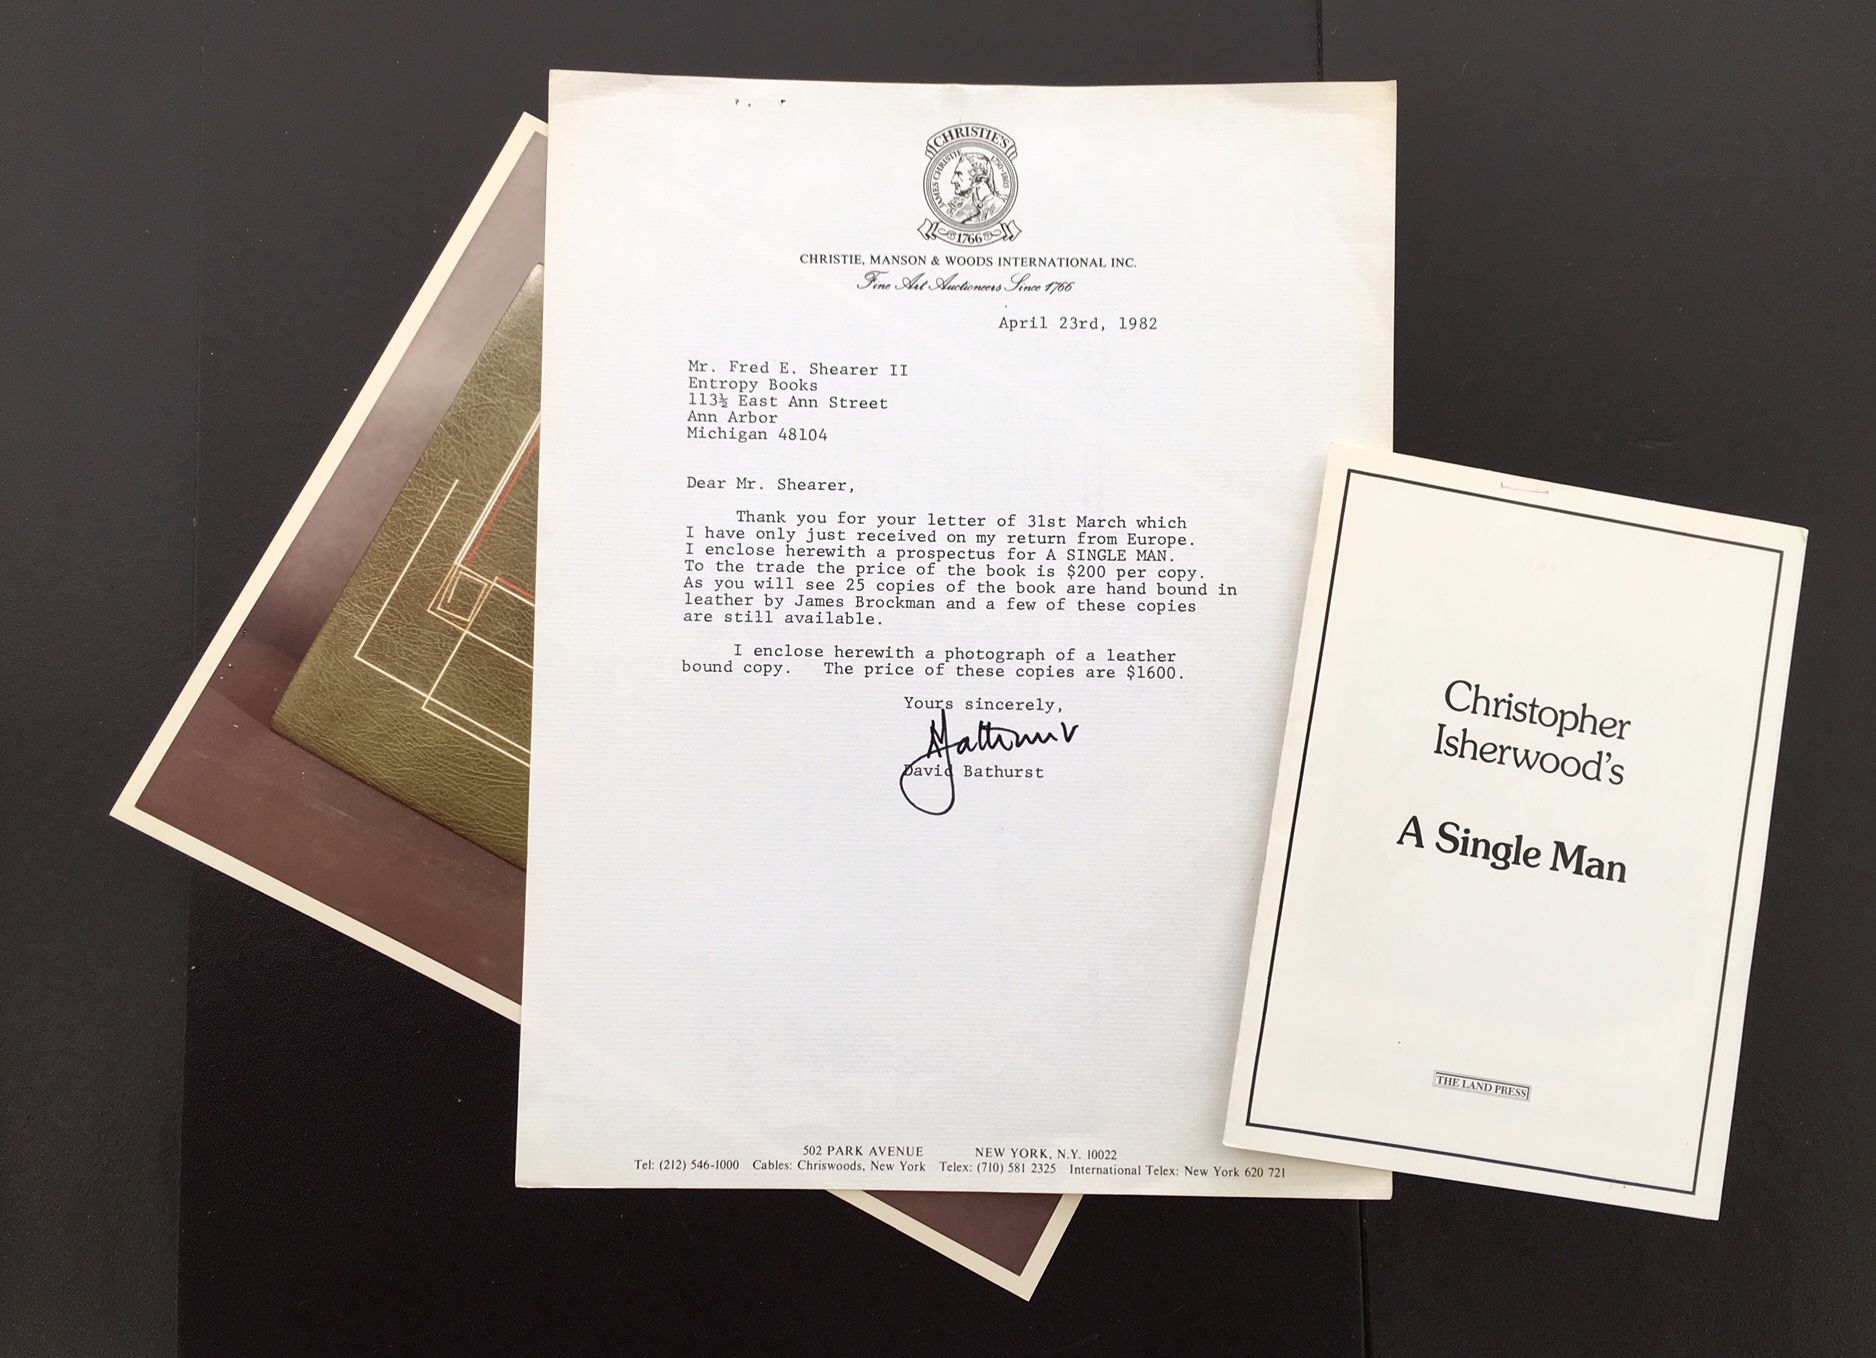 CHRISTIE'S
JAMES CHRISTIE 1730-1803
1766
CHRISTIE, MANSON & WOODS INTERNATIONAL INC.
Fine Art Auctioneers Since 1766
April 23rd, 1982
Mr. Fred E. Shearer II
Entropy Books
113½ East Ann Street
Ann Arbor
Michigan 48104
Dear Mr. Shearer,
Thank you for your letter of 31st March which
I have only just received on my return from Europe.
I enclose herewith a prospectus for A SINGLE MAN.
To the trade the price of the book is $200 per copy.
As you will see 25 copies of the book are hand bound in
leather by James Brockman and a few of these copies
are still available.
I enclose herewith a photograph of a leather
bound copy. The price of these copies are $1600.
Yours sincerely,
David Bathurst
502 PARK AVENUE NEW YORK, N.Y. 10022
Tel: (212) 546-1000 Cables: Chriswoods, New York Telex: (710) 581 2325 International Telex: New York 620 721
Christopher
Isherwood's
A Single Man
THE LAND PRESS